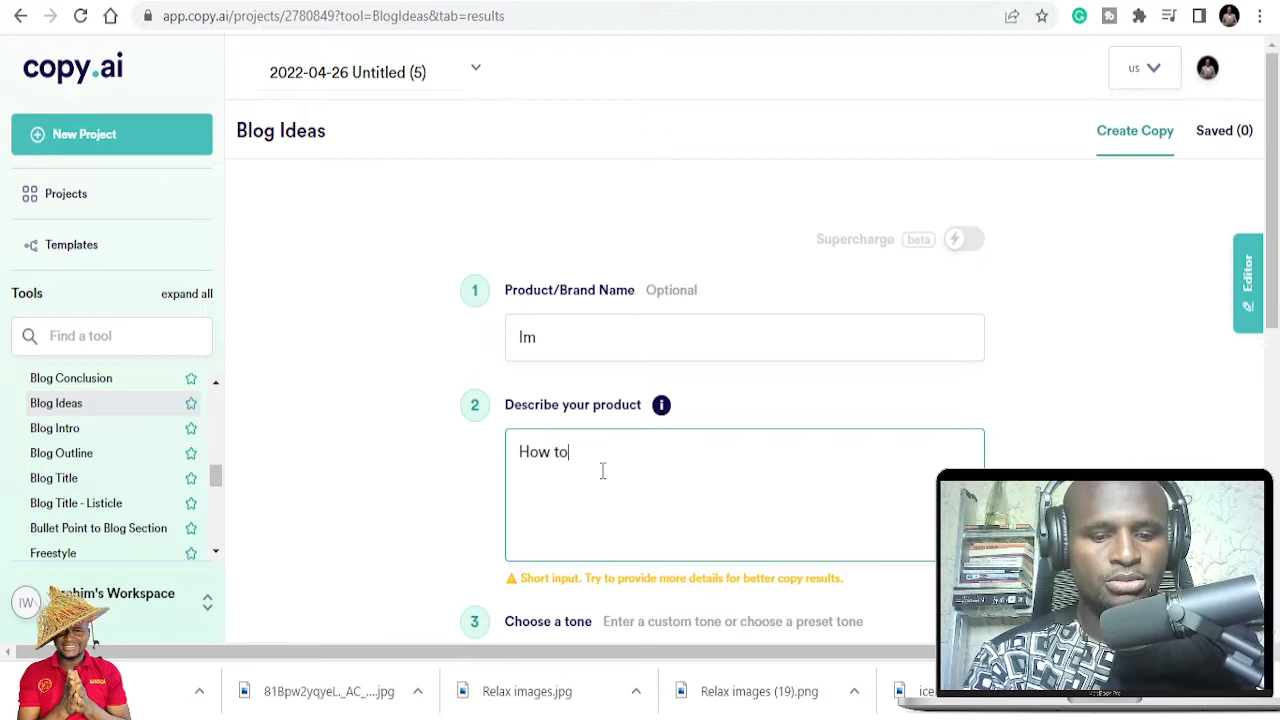 app.copy.ai/projects/2780849?tool=BlogIdeas&tab=results
copy.ai
2022-04-26 Untitled (5)
US
New Project
Blog Ideas
Create Copy
Saved (0)
Projects
Templates
Supercharge
beta
Editor
Tools
expand all
1
Product/Brand Name
Optional
Find a tool
Im
Blog Conclusion
Blog Ideas
Blog Intro
Blog Outline
Blog Title
Blog Title - Listicle
Bullet Point to Blog Section
Freestyle
2
Describe your product
i
How to
Short input. Try to provide more details for better copy results.
IW
Workspace
3
Choose a tone
Enter a custom tone or choose a preset tone
818pw2yqyeL._AC_....jpg
Relax images.jpg
Relax images (19).png
ice